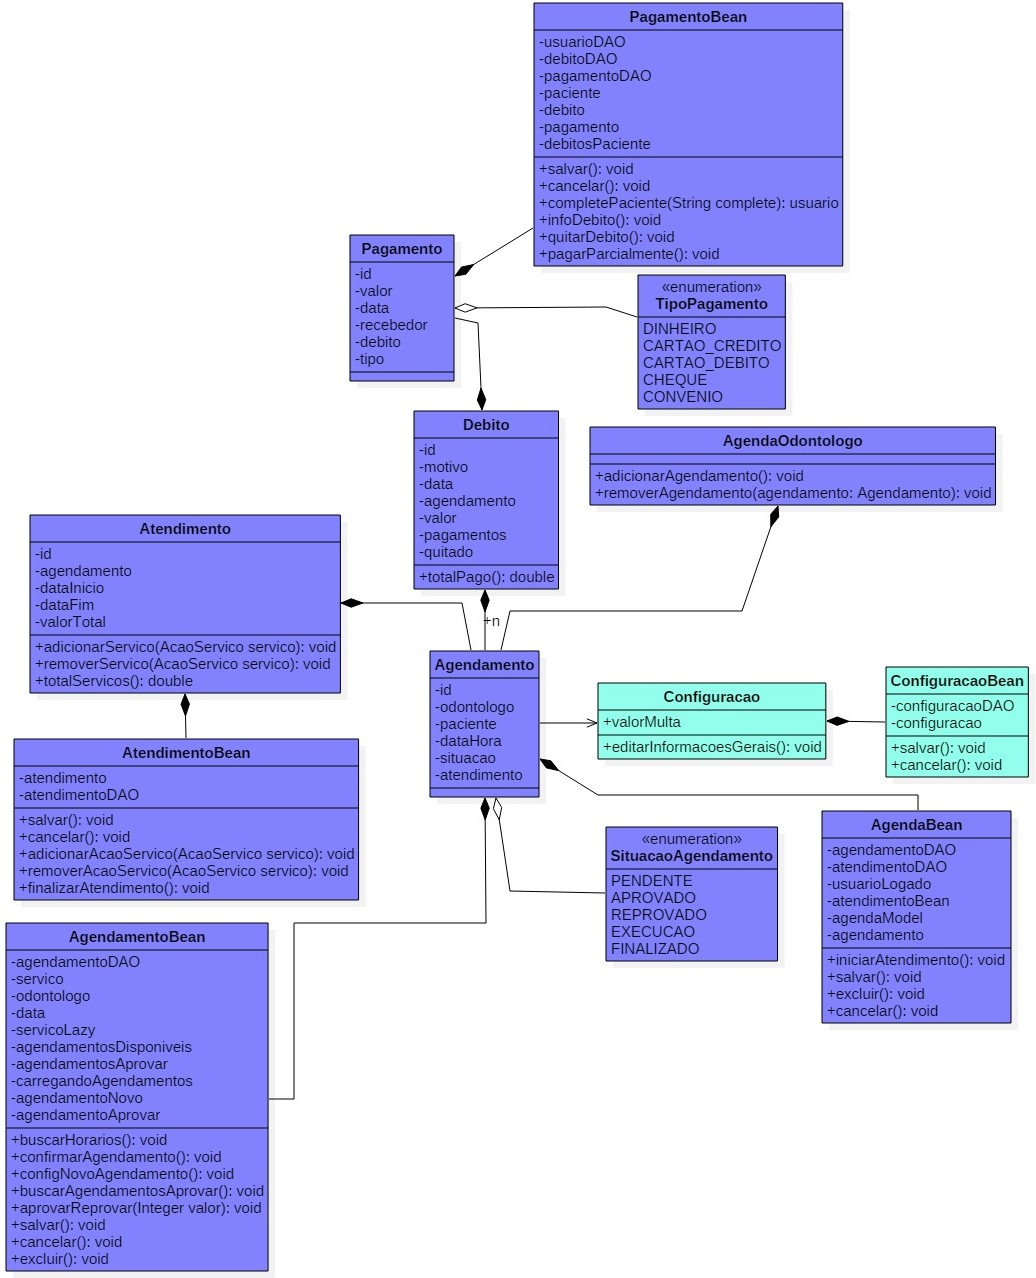 PagamentoBean
-usuarioDAO
-debitoDAO
-pagamentoDAO
-paciente
-debito
-pagamento
-debitosPaciente
+salvar(): void
+cancelar(): void
+completePaciente(String complete): usuario
+infoDebito(): void
+quitarDebito(): void
+pagarParcialmente(): void
Pagamento
-id
-valor
-data
-recebedor
-debito
-tipo
«enumeration»
TipoPagamento
DINHEIRO
CARTAO_CREDITO
CARTAO_DEBITO
CHEQUE
CONVENIO
Debito
-id
-motivo
-data
-agendamento
-valor
-pagamentos
-quitado
+totalPago(): double
AgendaOdontologo
+adicionarAgendamento(): void
+removerAgendamento(agendamento: Agendamento): void
Atendimento
-id
-agendamento
-dataInicio
-dataFim
-valorTotal
+adicionarServico(AcaoServico servico): void
+removerServico(AcaoServico servico): void
+totalServicos(): double
+n
Agendamento
-id
-odontologo
-paciente
-dataHora
-situacao
-atendimento
Configuracao
+valorMulta
+editarInformacoesGerais(): void
ConfiguracaoBean
-configuracaoDAO
-configuracao
+salvar(): void
+cancelar(): void
AtendimentoBean
-atendimento
-atendimentoDAO
+salvar(): void
+cancelar(): void
+adicionarAcaoServico(AcaoServico servico): void
+removerAcaoServico(AcaoServico servico): void
+finalizarAtendimento(): void
«enumeration»
SituacaoAgendamento
PENDENTE
APROVADO
REPROVADO
EXECUCAO
FINALIZADO
AgendaBean
-agendamentoDAO
-atendimentoDAO
-usuarioLogado
-atendimentoBean
-agendaModel
-agendamento
+iniciarAtendimento(): void
+salvar(): void
+excluir(): void
+cancelar(): void
AgendamentoBean
-agendamentoDAO
-servico
-odontologo
-data
-servicoLazy
-agendamentosDisponiveis
-agendamentosAprovar
-carregandoAgendamentos
-agendamentoNovo
-agendamentoAprovar
+buscarHorarios(): void
+confirmarAgendamento(): void
+configNovoAgendamento(): void
+buscarAgendamentosAprovar(): void
+aprovarReprovar(Integer valor): void
+salvar(): void
+cancelar(): void
+excluir(): void